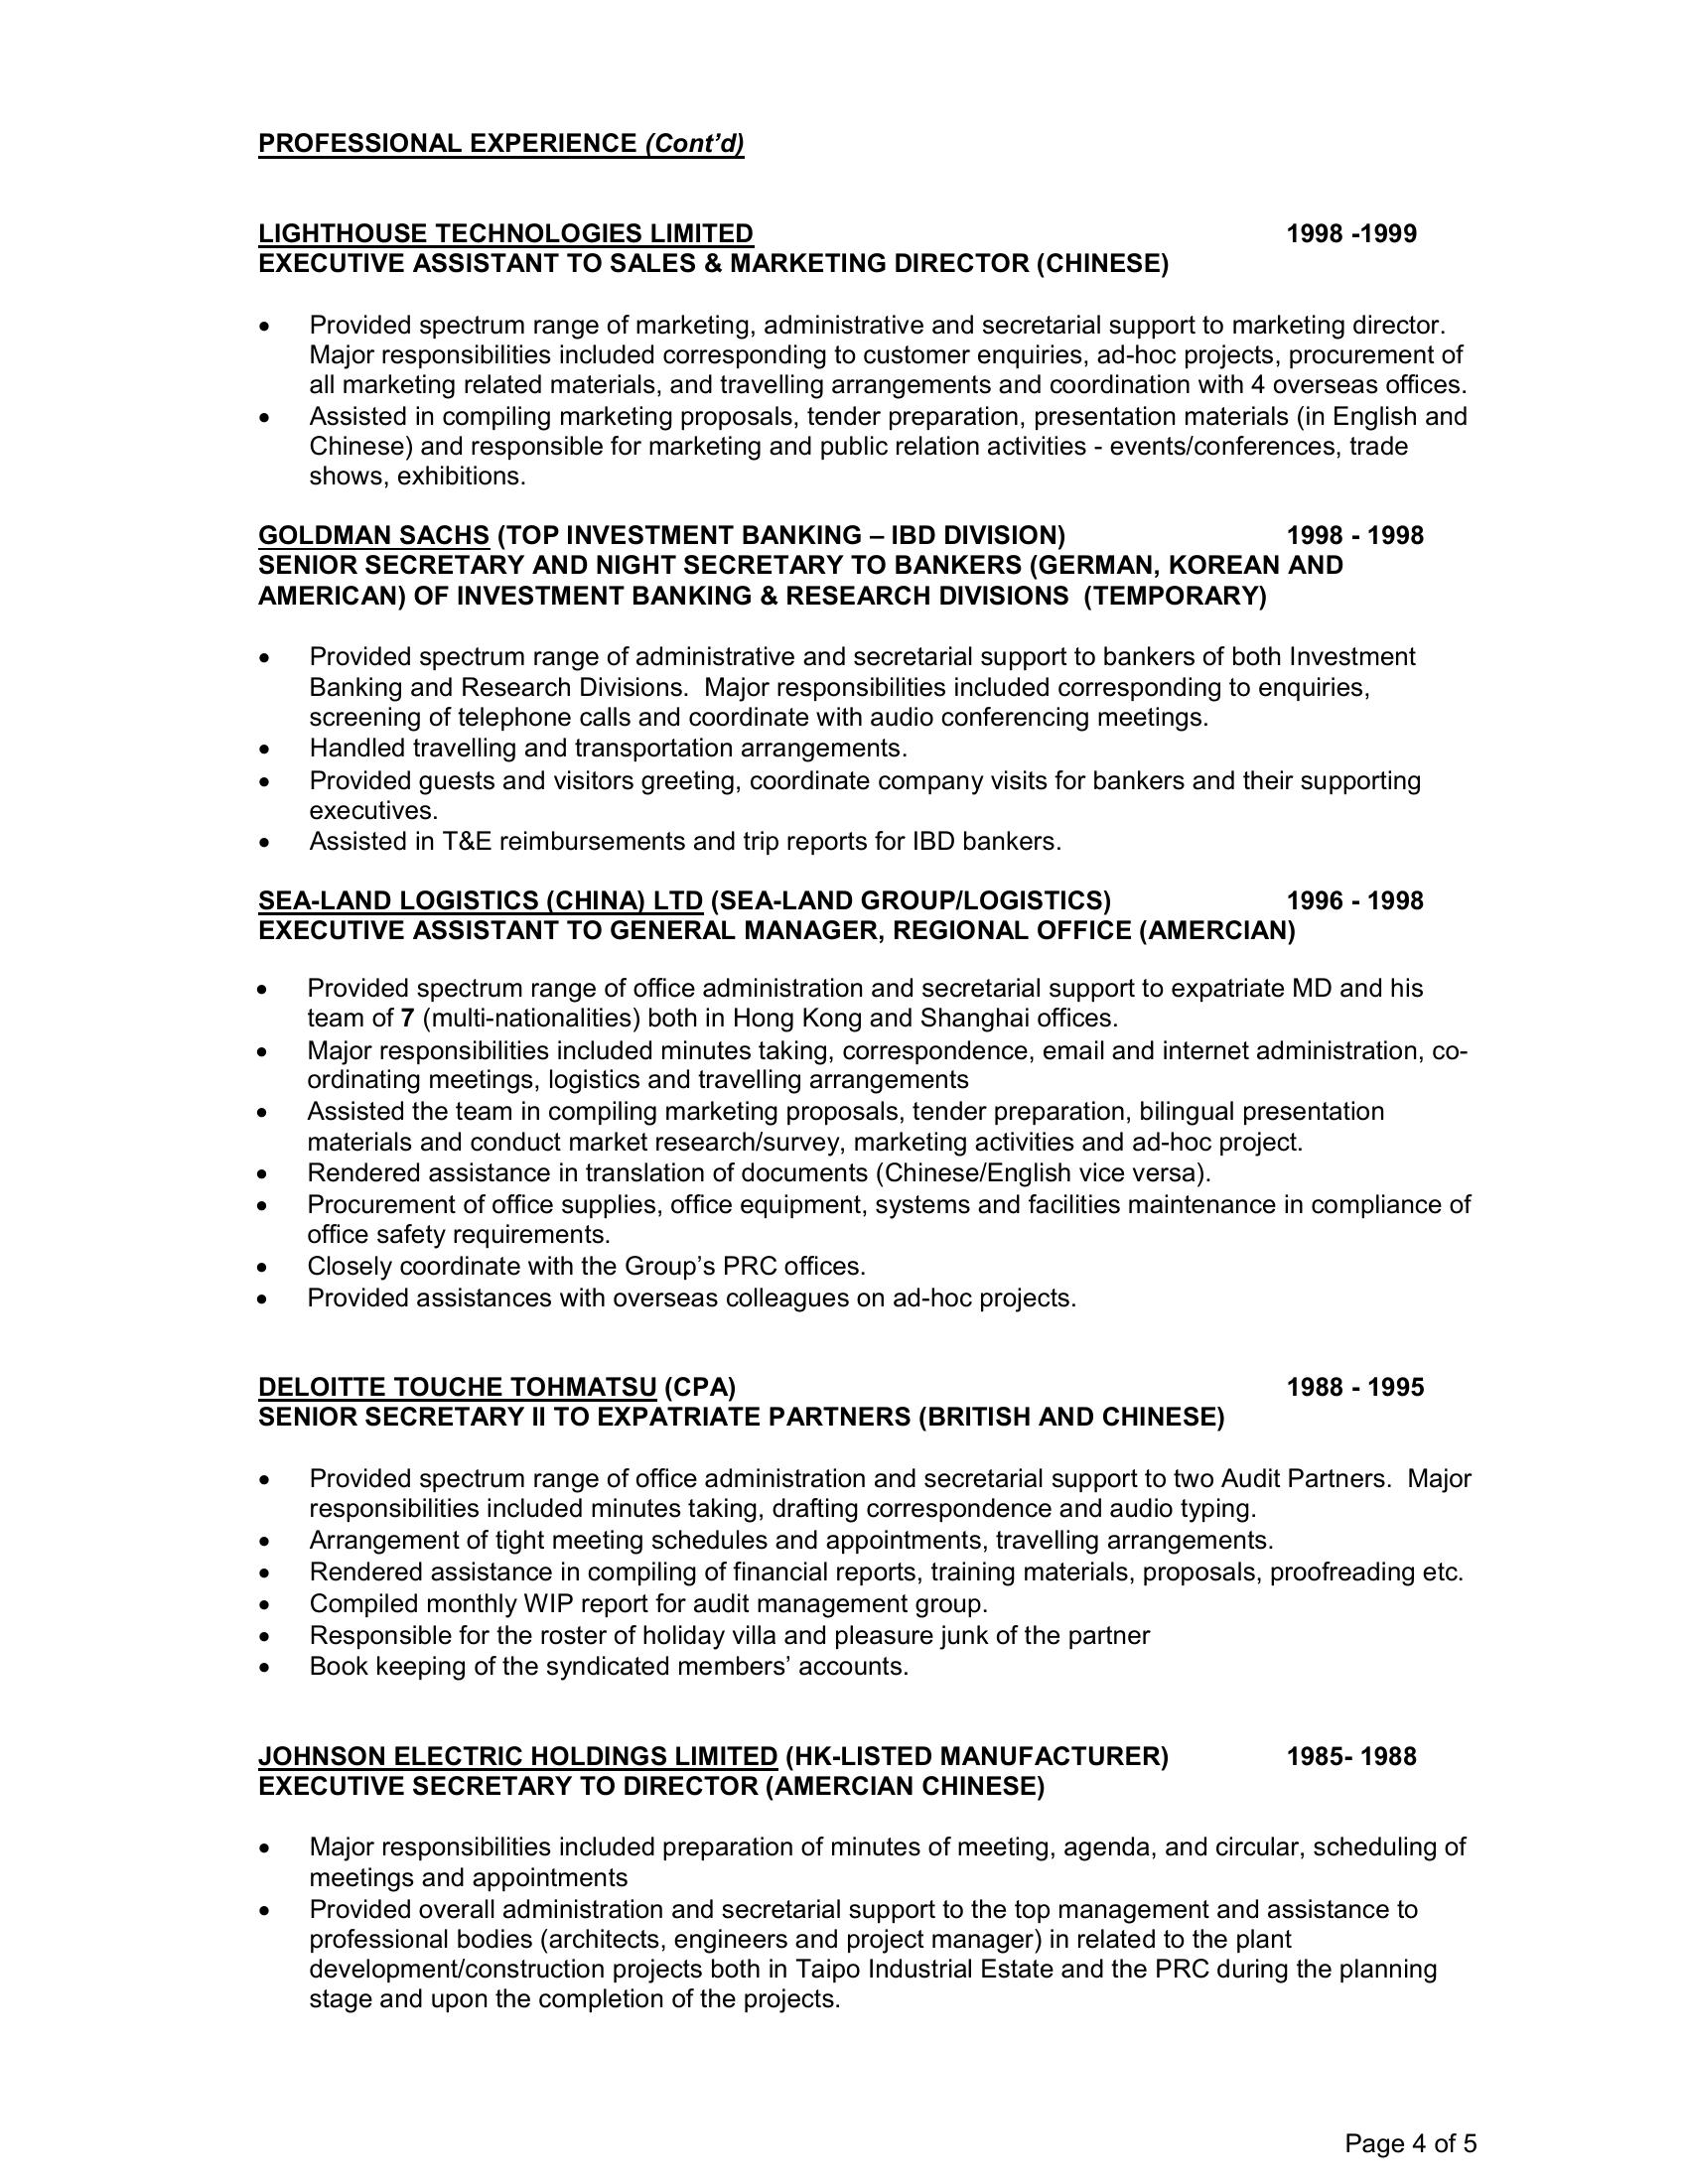 PROFESSIONAL EXPERIENCE (Cont’d)
LIGHTHOUSE TECHNOLOGIES LIMITED 1998 -1999
EXECUTIVE ASSISTANT TO SALES & MARKETING DIRECTOR (CHINESE)
• Provided spectrum range of marketing, administrative and secretarial support to marketing director.
Major responsibilities included corresponding to customer enquiries, ad-hoc projects, procurement of
all marketing related materials, and travelling arrangements and coordination with 4 overseas offices.
• Assisted in compiling marketing proposals, tender preparation, presentation materials (in English and
Chinese) and responsible for marketing and public relation activities - events/conferences, trade
shows, exhibitions.
GOLDMAN SACHS (TOP INVESTMENT BANKING – IBD DIVISION) 1998 - 1998
SENIOR SECRETARY AND NIGHT SECRETARY TO BANKERS (GERMAN, KOREAN AND
AMERICAN) OF INVESTMENT BANKING & RESEARCH DIVISIONS (TEMPORARY)
• Provided spectrum range of administrative and secretarial support to bankers of both Investment
Banking and Research Divisions. Major responsibilities included corresponding to enquiries,
screening of telephone calls and coordinate with audio conferencing meetings.
• Handled travelling and transportation arrangements.
• Provided guests and visitors greeting, coordinate company visits for bankers and their supporting
executives.
• Assisted in T&E reimbursements and trip reports for IBD bankers.
SEA-LAND LOGISTICS (CHINA) LTD (SEA-LAND GROUP/LOGISTICS) 1996 - 1998
EXECUTIVE ASSISTANT TO GENERAL MANAGER, REGIONAL OFFICE (AMERCIAN)
• Provided spectrum range of office administration and secretarial support to expatriate MD and his
team of 7 (multi-nationalities) both in Hong Kong and Shanghai offices.
• Major responsibilities included minutes taking, correspondence, email and internet administration, co-
ordinating meetings, logistics and travelling arrangements
• Assisted the team in compiling marketing proposals, tender preparation, bilingual presentation
materials and conduct market research/survey, marketing activities and ad-hoc project.
• Rendered assistance in translation of documents (Chinese/English vice versa).
• Procurement of office supplies, office equipment, systems and facilities maintenance in compliance of
office safety requirements.
• Closely coordinate with the Group’s PRC offices.
• Provided assistances with overseas colleagues on ad-hoc projects.
DELOITTE TOUCHE TOHMATSU (CPA) 1988 - 1995
SENIOR SECRETARY II TO EXPATRIATE PARTNERS (BRITISH AND CHINESE)
• Provided spectrum range of office administration and secretarial support to two Audit Partners. Major
responsibilities included minutes taking, drafting correspondence and audio typing.
• Arrangement of tight meeting schedules and appointments, travelling arrangements.
• Rendered assistance in compiling of financial reports, training materials, proposals, proofreading etc.
• Compiled monthly WIP report for audit management group.
• Responsible for the roster of holiday villa and pleasure junk of the partner
• Book keeping of the syndicated members’ accounts.
JOHNSON ELECTRIC HOLDINGS LIMITED (HK-LISTED MANUFACTURER) 1985- 1988
EXECUTIVE SECRETARY TO DIRECTOR (AMERCIAN CHINESE)
• Major responsibilities included preparation of minutes of meeting, agenda, and circular, scheduling of
meetings and appointments
• Provided overall administration and secretarial support to the top management and assistance to
professional bodies (architects, engineers and project manager) in related to the plant
development/construction projects both in Taipo Industrial Estate and the PRC during the planning
stage and upon the completion of the projects.
Page 4 of 5